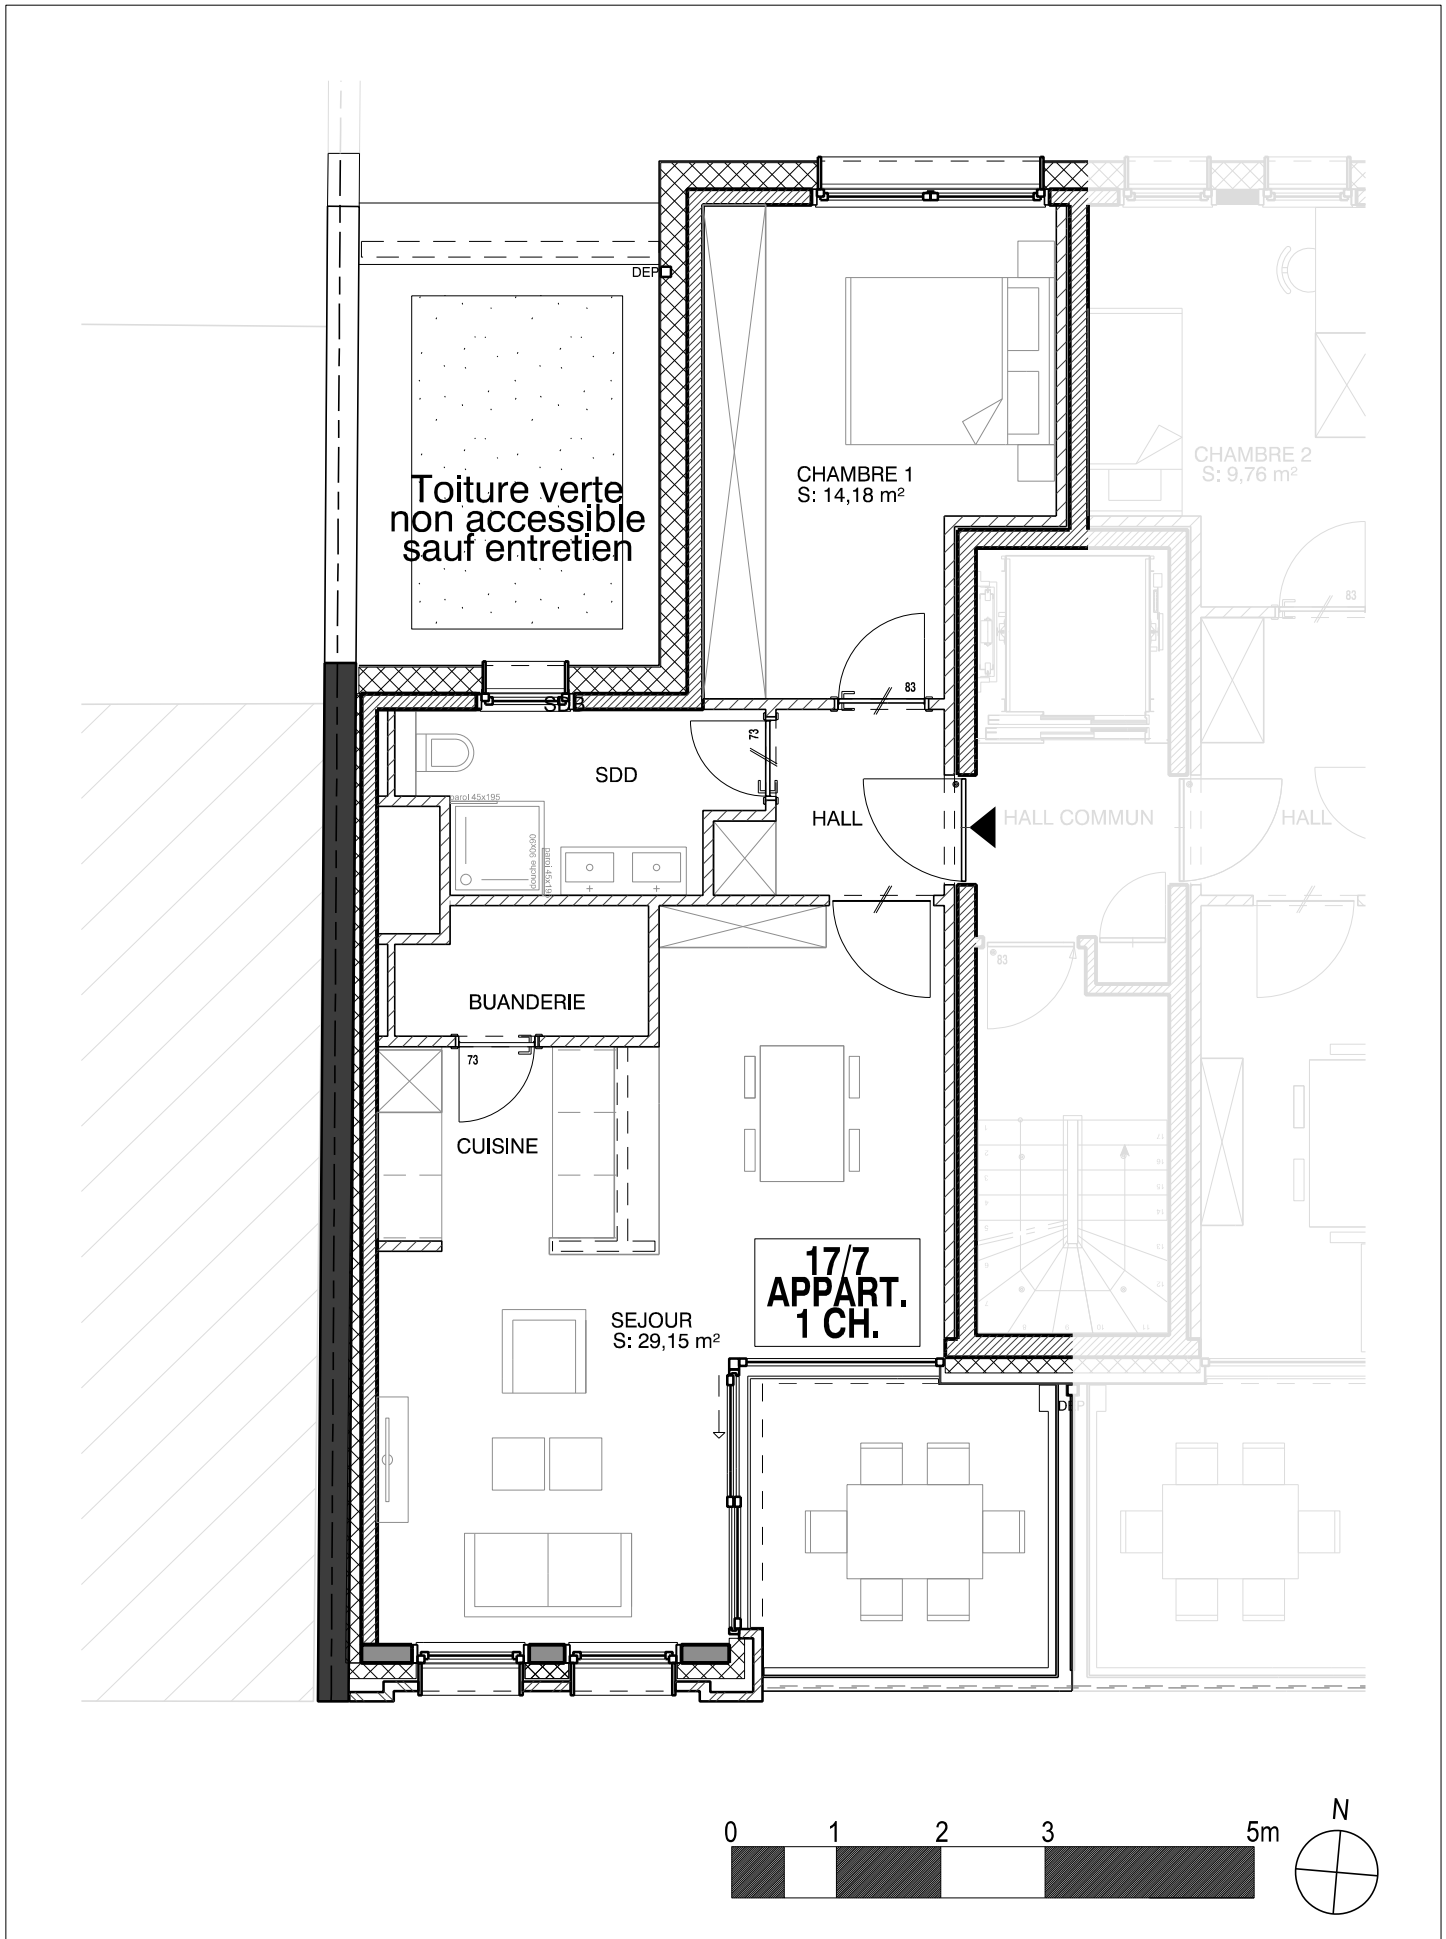 DEP
CHAMBRE 1
S: 14,18 m²
CHAMBRE 2
S: 9,76 m²
Toiture verte
non accessible
sauf entretien
83
83
SDB
73
SDD
paroi 45x195
douche 90x90
HALL
HALL COMMUN
HALL
83
BUANDERIE
73
CUISINE
17/7
APPART.
1 CH.
SEJOUR
S: 29,15 m²
DEP
N
0 1 2 3 5m